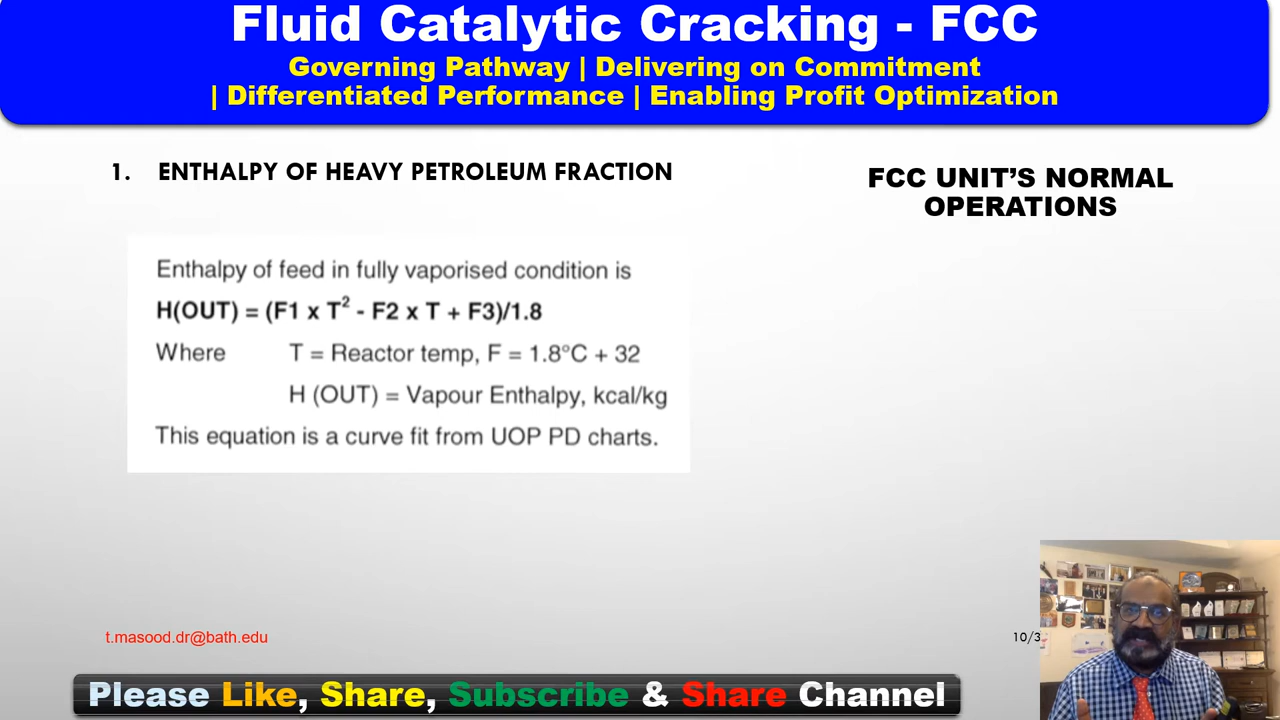 Fluid Catalytic Cracking - FCC
Governing Pathway | Delivering on Commitment
| Differentiated Performance | Enabling Profit Optimization
1. ENTHALPY OF HEAVY PETROLEUM FRACTION
FCC UNIT'S NORMAL
OPERATIONS
Enthalpy of feed in fully vaporised condition is
H(OUT) = (F1 x T² - F2 x T + F3)/1.8
Where T = Reactor temp, F = 1.8°C + 32
H (OUT) = Vapour Enthalpy, kcal/kg
This equation is a curve fit from UOP PD charts.
t.masood.dr@bath.edu
10/3
Please Like, Share, Subscribe & Share Channel